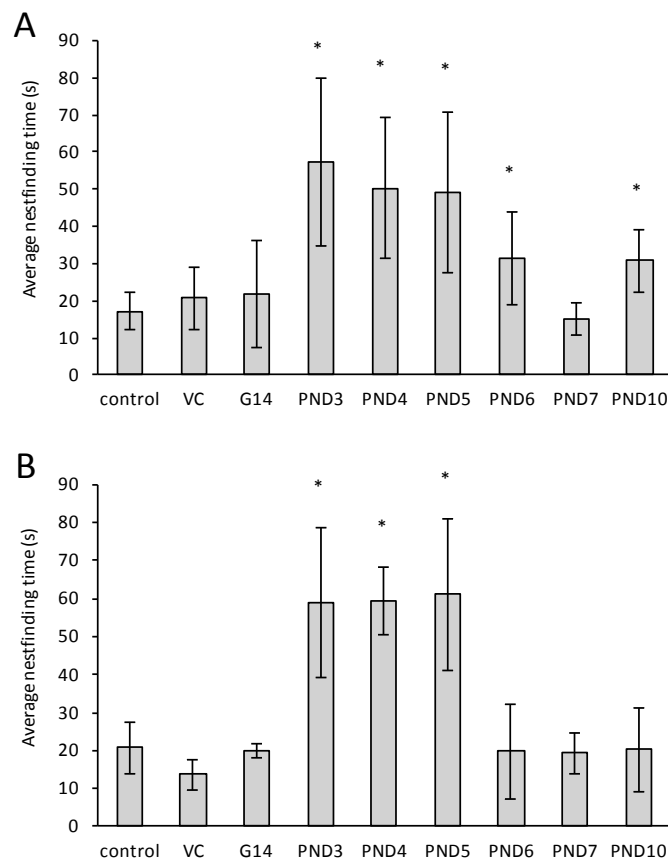 A
Average nestfinding time (s)
90
80
70
60
50
40
30
20
10
0
* * * * *
control VC G14 PND3 PND4 PND5 PND6 PND7 PND10
B
Average nestfinding time (s)
90
80
70
60
50
40
30
20
10
0
* * *
control VC G14 PND3 PND4 PND5 PND6 PND7 PND10